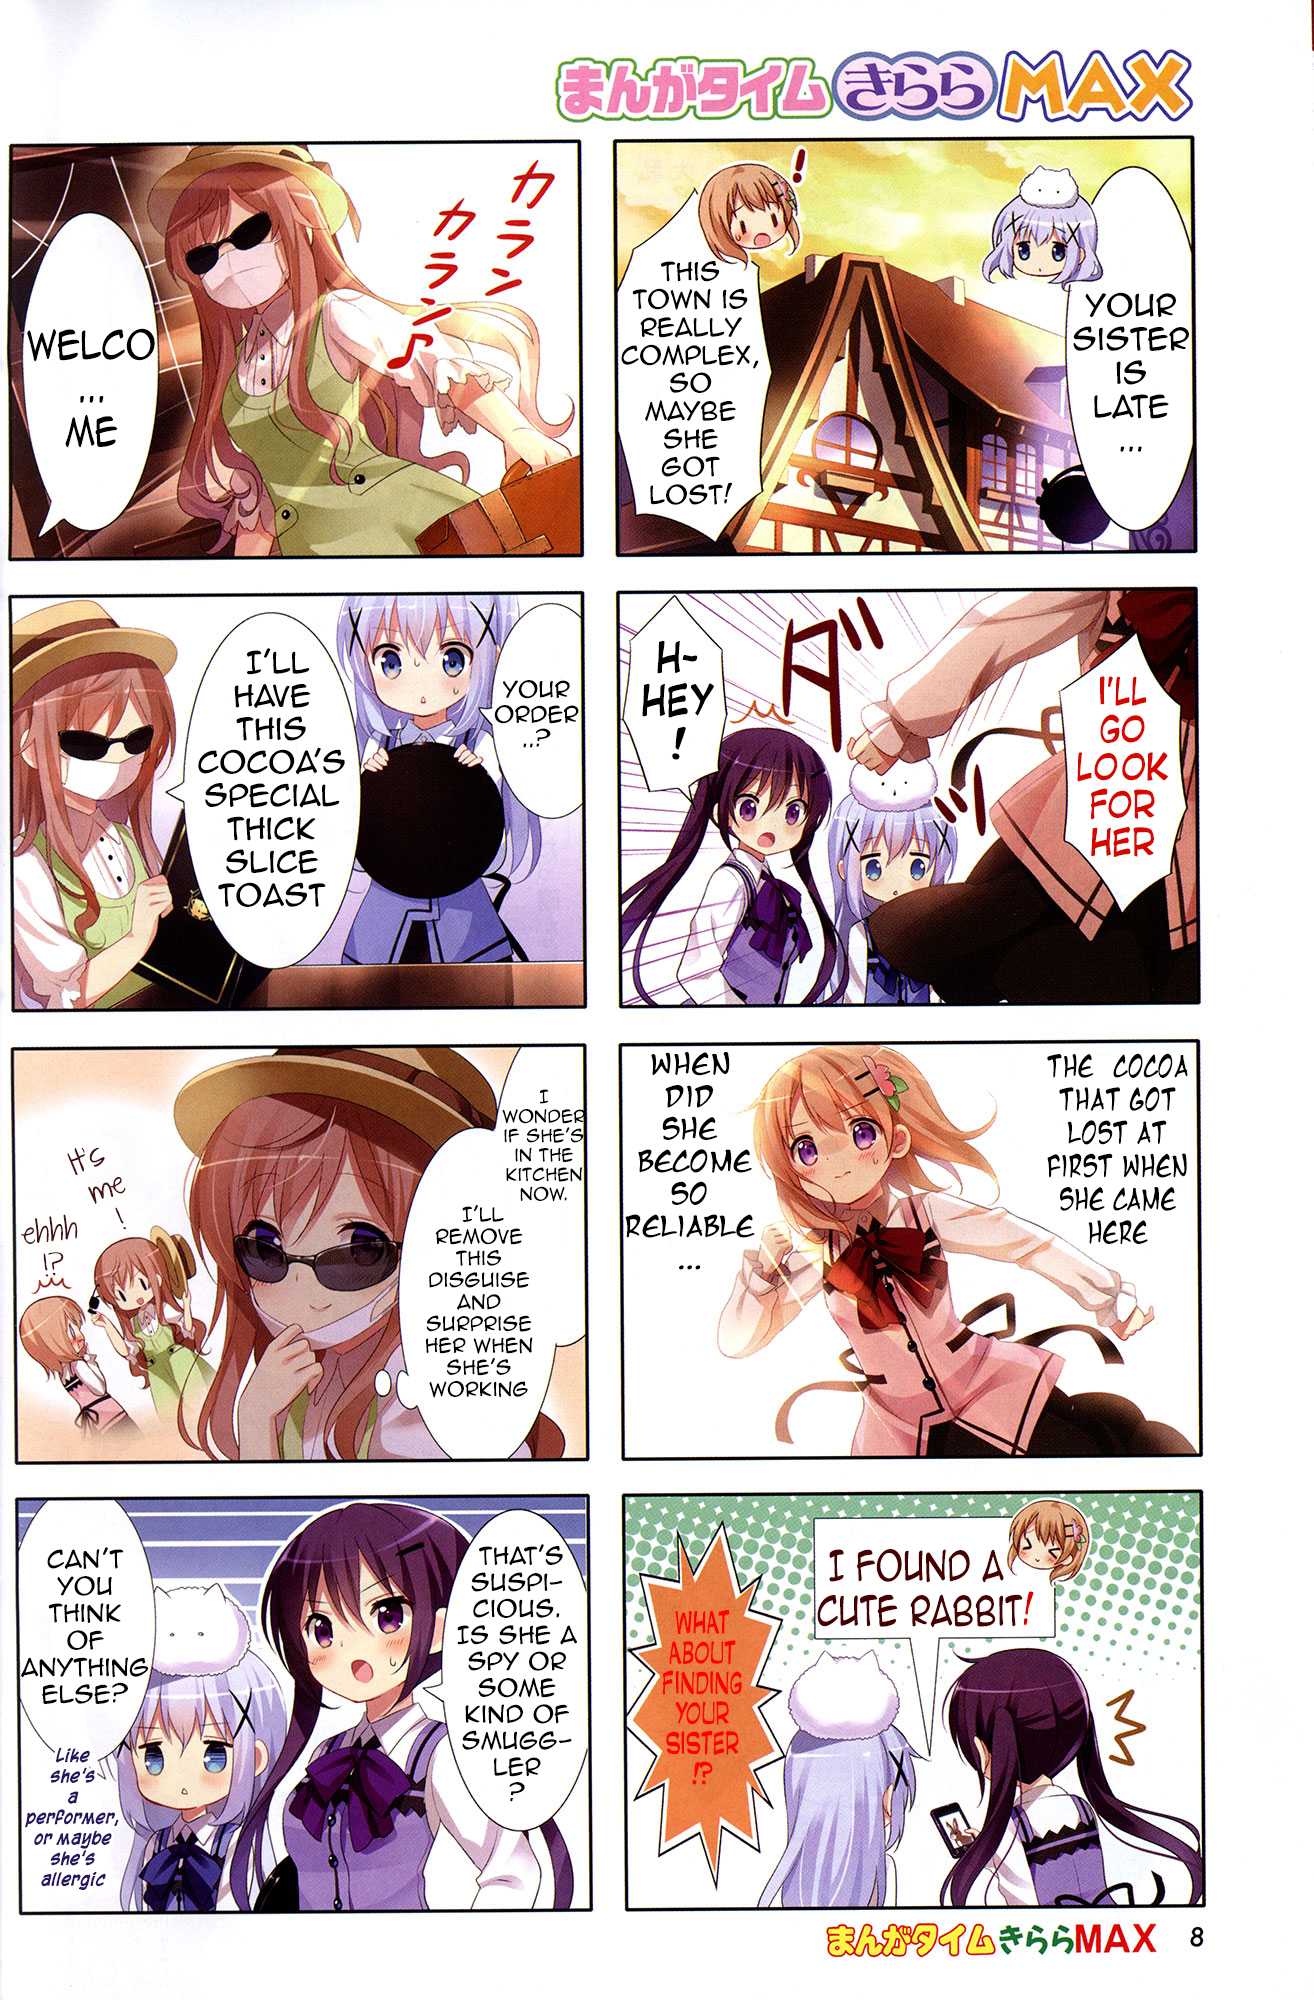 まんがタイムきららMAX
YOUR
SISTER
IS
LATE
...
!
THIS
TOWN IS
REALLY
COMPLEX,
SO
MAYBE
SHE
GOT
LOST!
I'LL
GO
LOOK
FOR
HER
ダッ
H-
HEY
!
THE COCOA
THAT GOT
LOST AT
FIRST WHEN
SHE CAME
HERE
WHEN
DID
SHE
BECOME
SO
RELIABLE
...
I FOUND A
CUTE RABBIT!
WHAT
ABOUT
FINDING
YOUR
SISTER
!?
カラン
カラン♪
WELCO
...
ME
YOUR
ORDER
...?
I'LL
HAVE
THIS
COCOA'S
SPECIAL
THICK
SLICE
TOAST
I
WONDER
IF SHE'S
IN THE
KITCHEN
NOW.
I'LL
REMOVE
THIS
DISGUISE
AND
SURPRISE
HER WHEN
SHE'S
WORKING
It's
me
!
ehhh
!?
THAT'S
SUSPI-
CIOUS.
IS SHE A
SPY OR
SOME
KIND OF
SMUGG-
LER
?
CAN'T
YOU
THINK
OF
ANYTHING
ELSE?
Like
she's
a
performer,
or maybe
she's
allergic
まんがタイムきららMAX 8